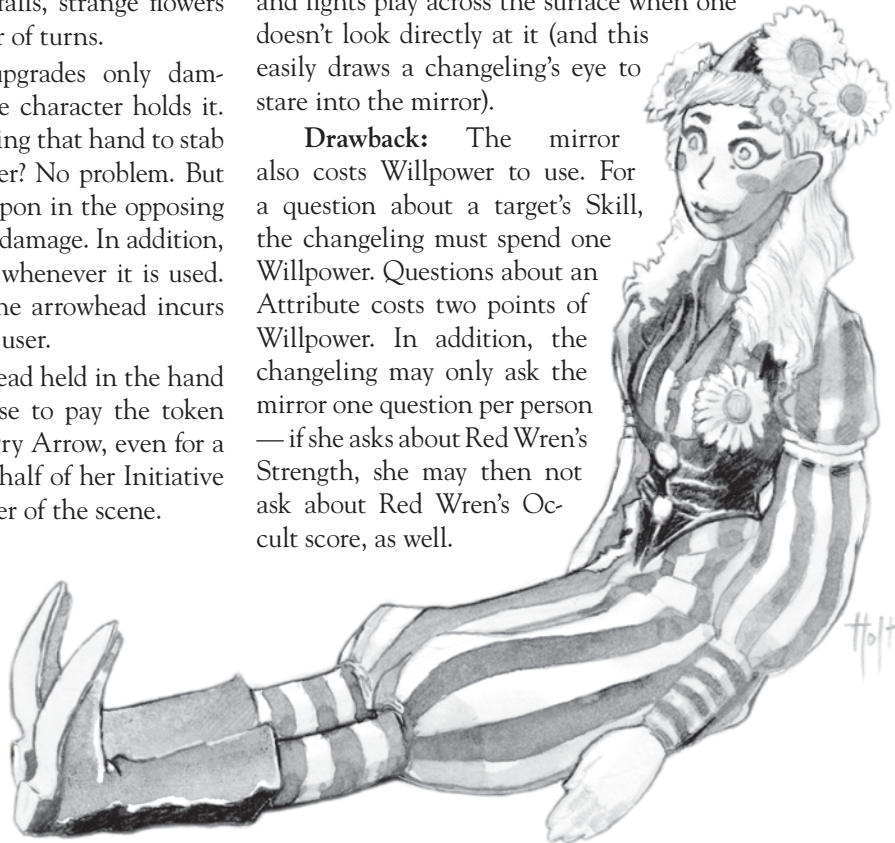 falls, strange flowers
r of turns.
upgrades only dam-
e character holds it.
ing that hand to stab
er? No problem. But
pon in the opposing
damage. In addition,
whenever it is used.
ne arrowhead incurs
user.
ead held in the hand
se to pay the token
ry Arrow, even for a
half of her Initiative
er of the scene.
and lights play across the surface when one
doesn't look directly at it (and this
easily draws a changeling's eye to
stare into the mirror).
Drawback: The mirror
also costs Willpower to use. For
a question about a target's Skill,
the changeling must spend one
Willpower. Questions about an
Attribute costs two points of
Willpower. In addition, the
changeling may only ask the
mirror one question per person
— if she asks about Red Wren's
Strength, she may then not
ask about Red Wren's Oc-
cult score, as well.
Holt